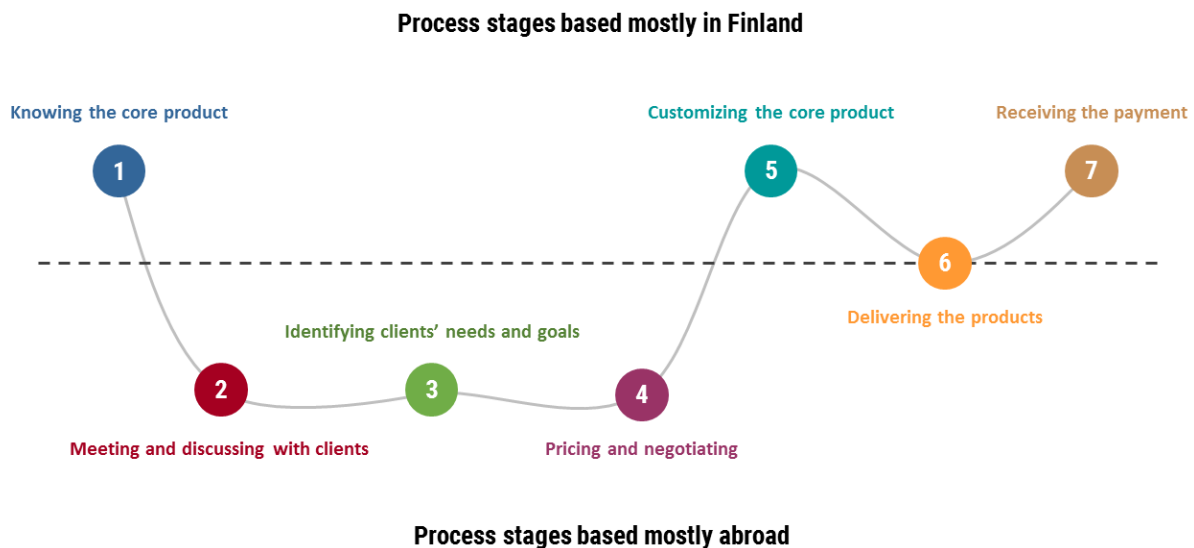 Process stages based mostly in Finland
Knowing the core product
Customizing the core product
Receiving the payment
1
5
7
6
Delivering the products
Identifying clients’ needs and goals
2
3
4
Meeting and discussing with clients
Pricing and negotiating
Process stages based mostly abroad